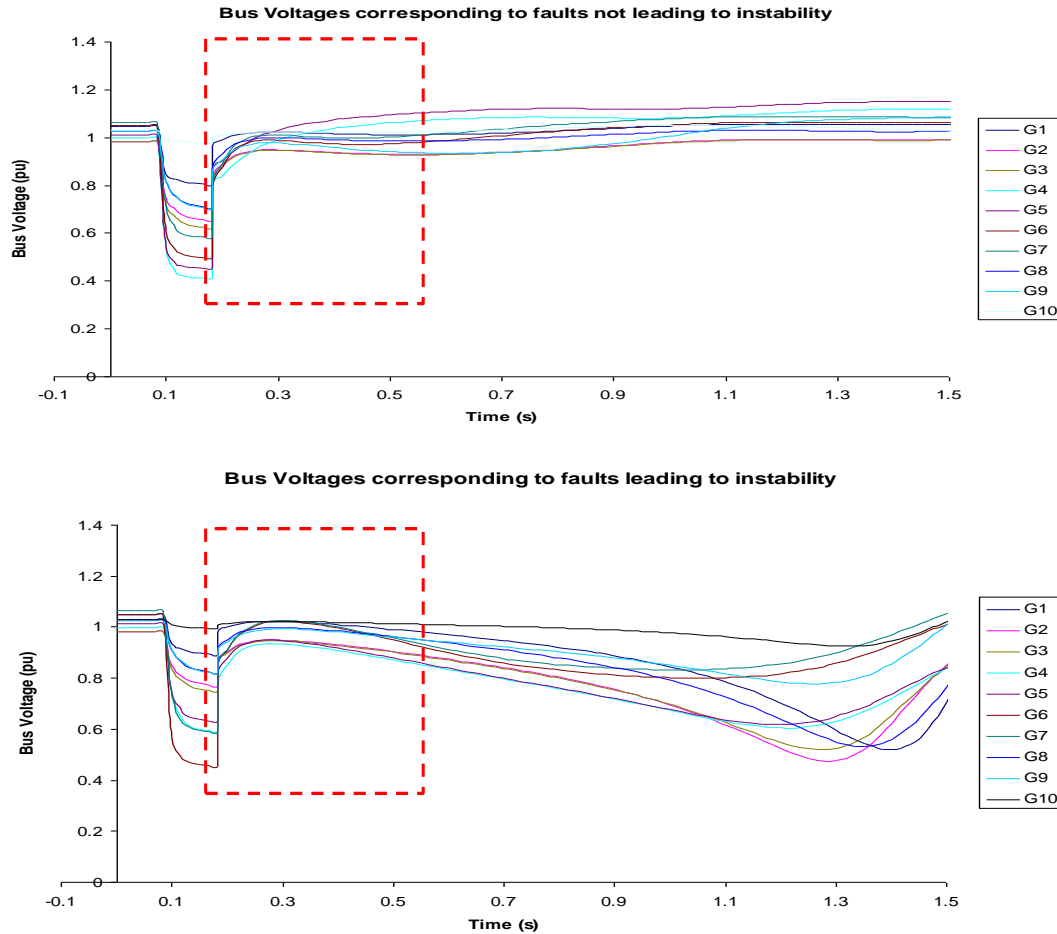 Bus Voltages corresponding to faults not leading to instability
1.4
1.2
1
0.8
0.6
0.4
0.2
0
Bus Voltage (pu)
-0.1 0.1 0.3 0.5 0.7 0.9 1.1 1.3 1.5
Time (s)
G1
G2
G3
G4
G5
G6
G7
G8
G9
G10
Bus Voltages corresponding to faults leading to instability
1.4
1.2
1
0.8
0.6
0.4
0.2
0
Bus Voltage (pu)
-0.1 0.1 0.3 0.5 0.7 0.9 1.1 1.3 1.5
Time (s)
G1
G2
G3
G4
G5
G6
G7
G8
G9
G10